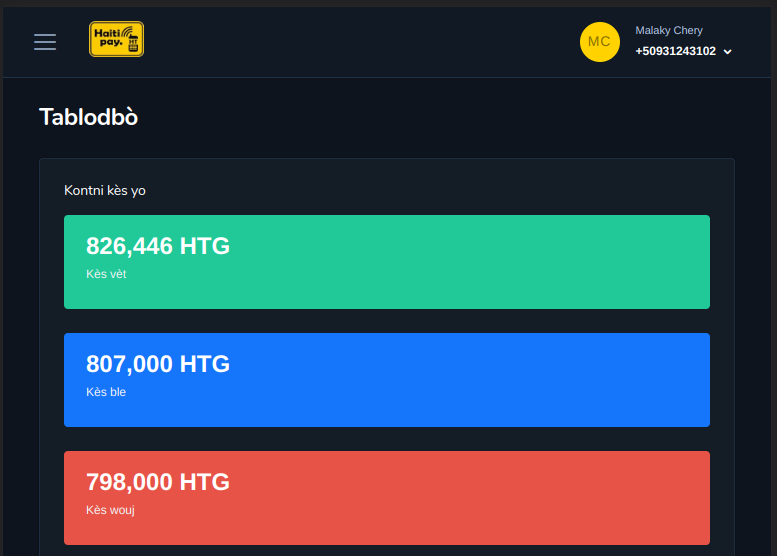 Haiti
pay.
MC
Malaky Chery
+50931243102
Tablodbò
Kontni kès yo
826,446 HTG
Kès vèt
807,000 HTG
Kès ble
798,000 HTG
Kès wouj